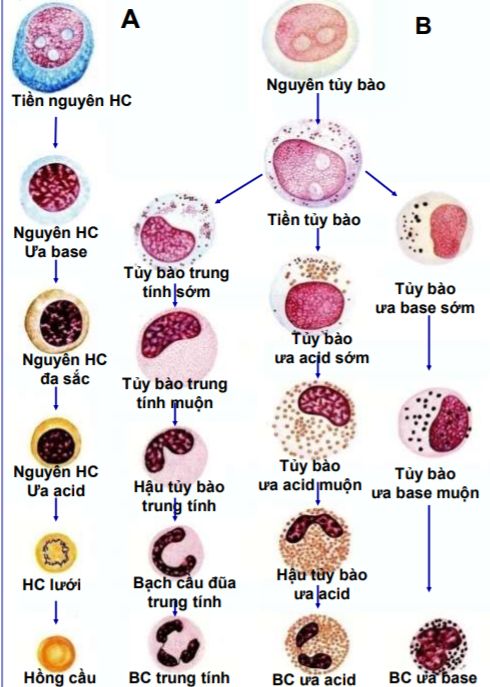 A
B
Tiền nguyên HC
Nguyên HC
Ưa base
Nguyên HC
đa sắc
Nguyên HC
Ưa acid
HC lưới
Hồng cầu
Nguyên tủy bào
Tiền tủy bào
Tủy bào trung
tính sớm
Tủy bào trung
tính muộn
Hậu tủy bào
trung tính
Bạch cầu đũa
trung tính
BC trung tính
Tủy bào
ưa acid sớm
Tủy bào
ưa acid muộn
Hậu tủy bào
ưa acid
BC ưa acid
Tủy bào
ưa base sớm
Tủy bào
ưa base muộn
BC ưa base